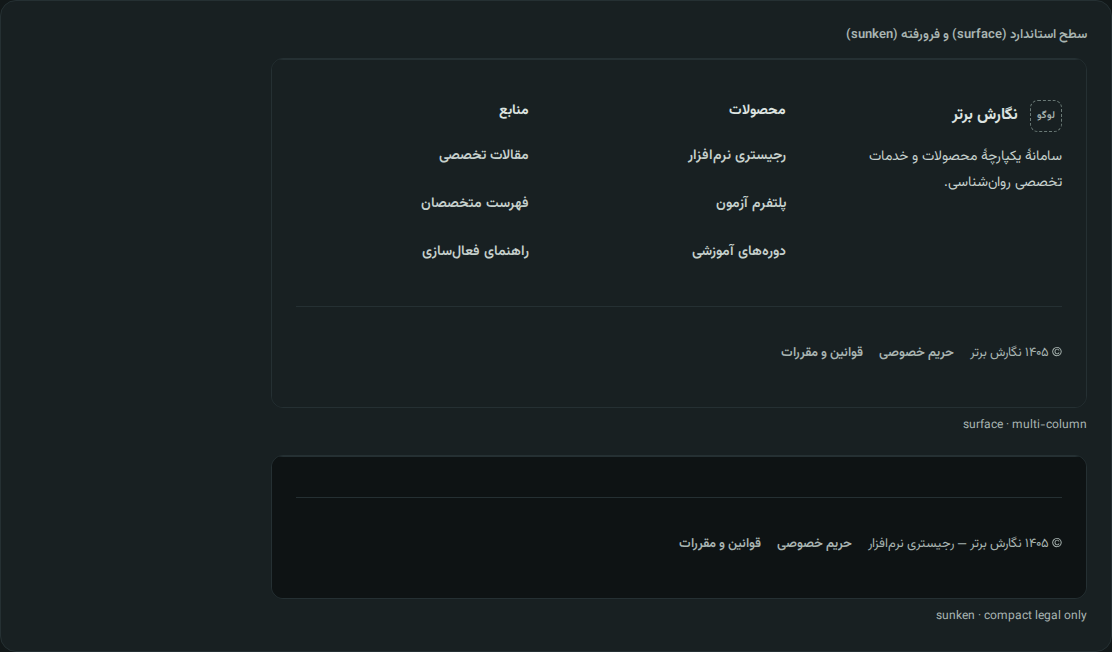 سطح استاندارد (surface) و فرورفته (sunken)
لوگو
نگارش برتر
سامانهٔ یکپارچهٔ محصولات و خدمات
تخصصی روان‌شناسی.
محصولات
رجیستری نرم‌افزار
پلتفرم آزمون
دوره‌های آموزشی
منابع
مقالات تخصصی
فهرست متخصصان
راهنمای فعال‌سازی
© ۱۴۰۵ نگارش برتر حریم خصوصی قوانین و مقررات
surface · multi-column
© ۱۴۰۵ نگارش برتر — رجیستری نرم‌افزار حریم خصوصی قوانین و مقررات
sunken · compact legal only